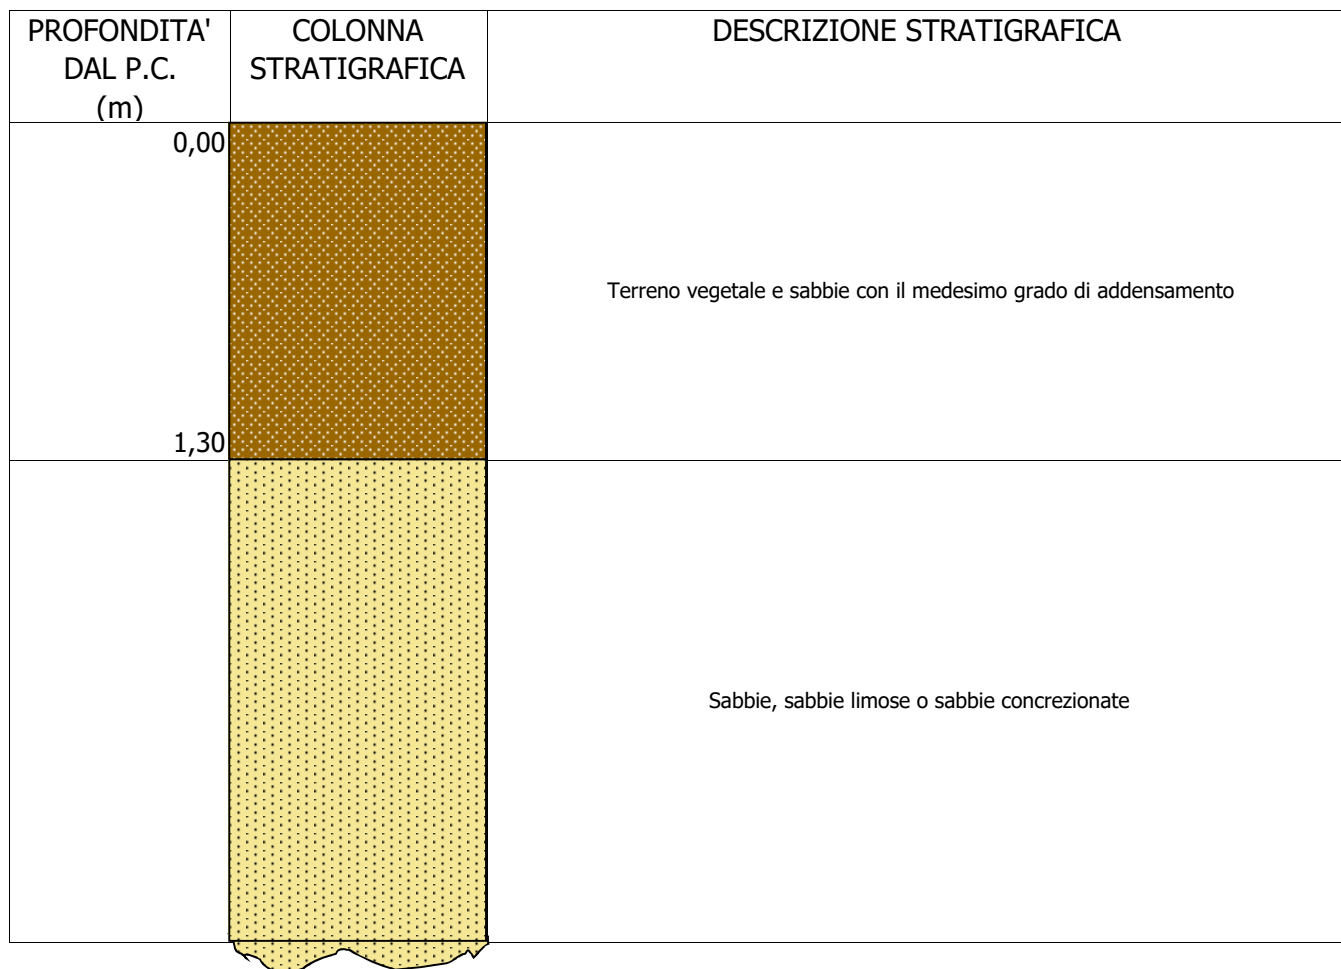 PROFONDITA'
DAL P.C.
(m)
COLONNA
STRATIGRAFICA
DESCRIZIONE STRATIGRAFICA
0,00
Terreno vegetale e sabbie con il medesimo grado di addensamento
1,30
Sabbie, sabbie limose o sabbie concrezionate